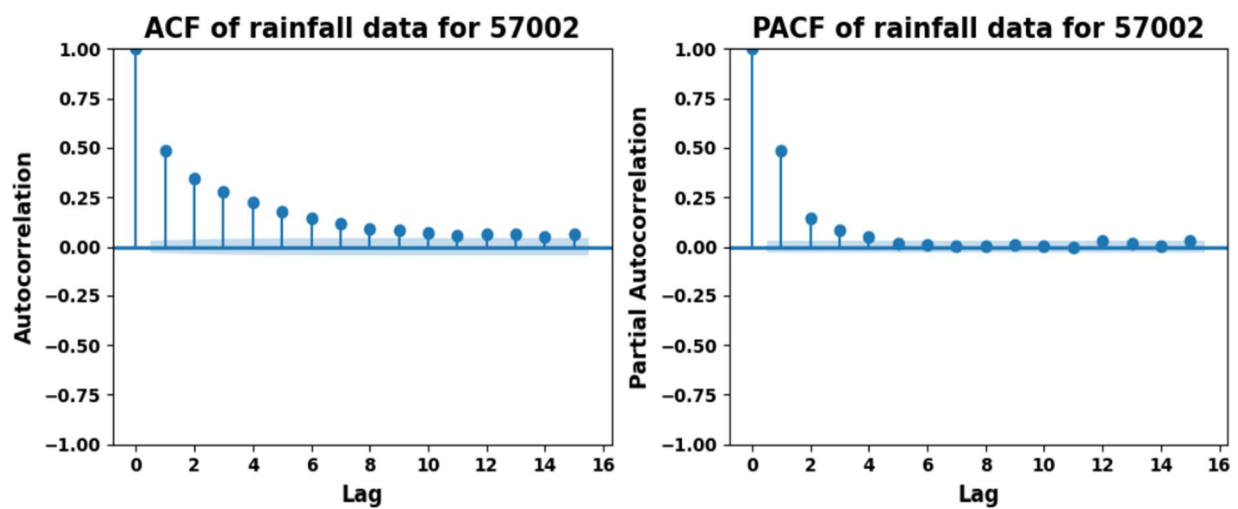 ACF of rainfall data for 57002
1.00
0.75
0.50
0.25
0.00
−0.25
−0.50
−0.75
−1.00
Autocorrelation
0 2 4 6 8 10 12 14 16
Lag
PACF of rainfall data for 57002
1.00
0.75
0.50
0.25
0.00
−0.25
−0.50
−0.75
−1.00
Partial Autocorrelation
0 2 4 6 8 10 12 14 16
Lag